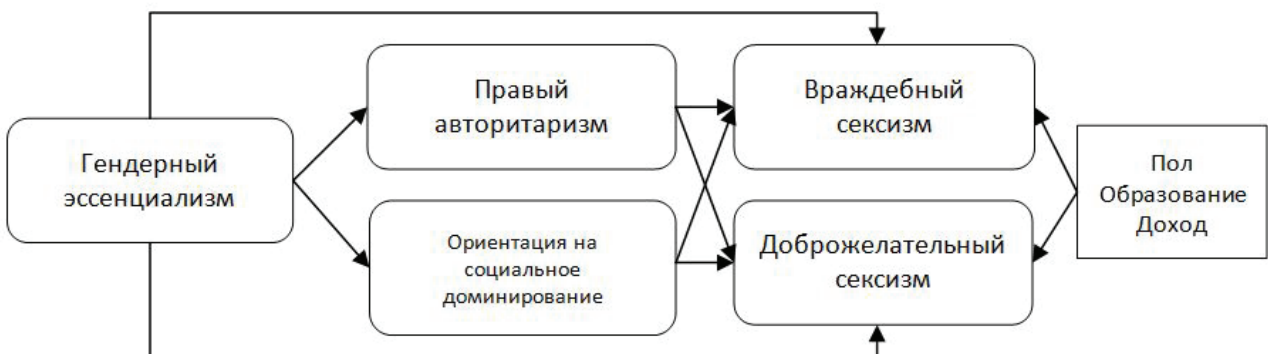 Гендерный
эссенциализм
Правый
авторитаризм
Ориентация на
социальное
доминирование
Враждебный
сексизм
Доброжелательный
сексизм
Пол
Образование
Доход